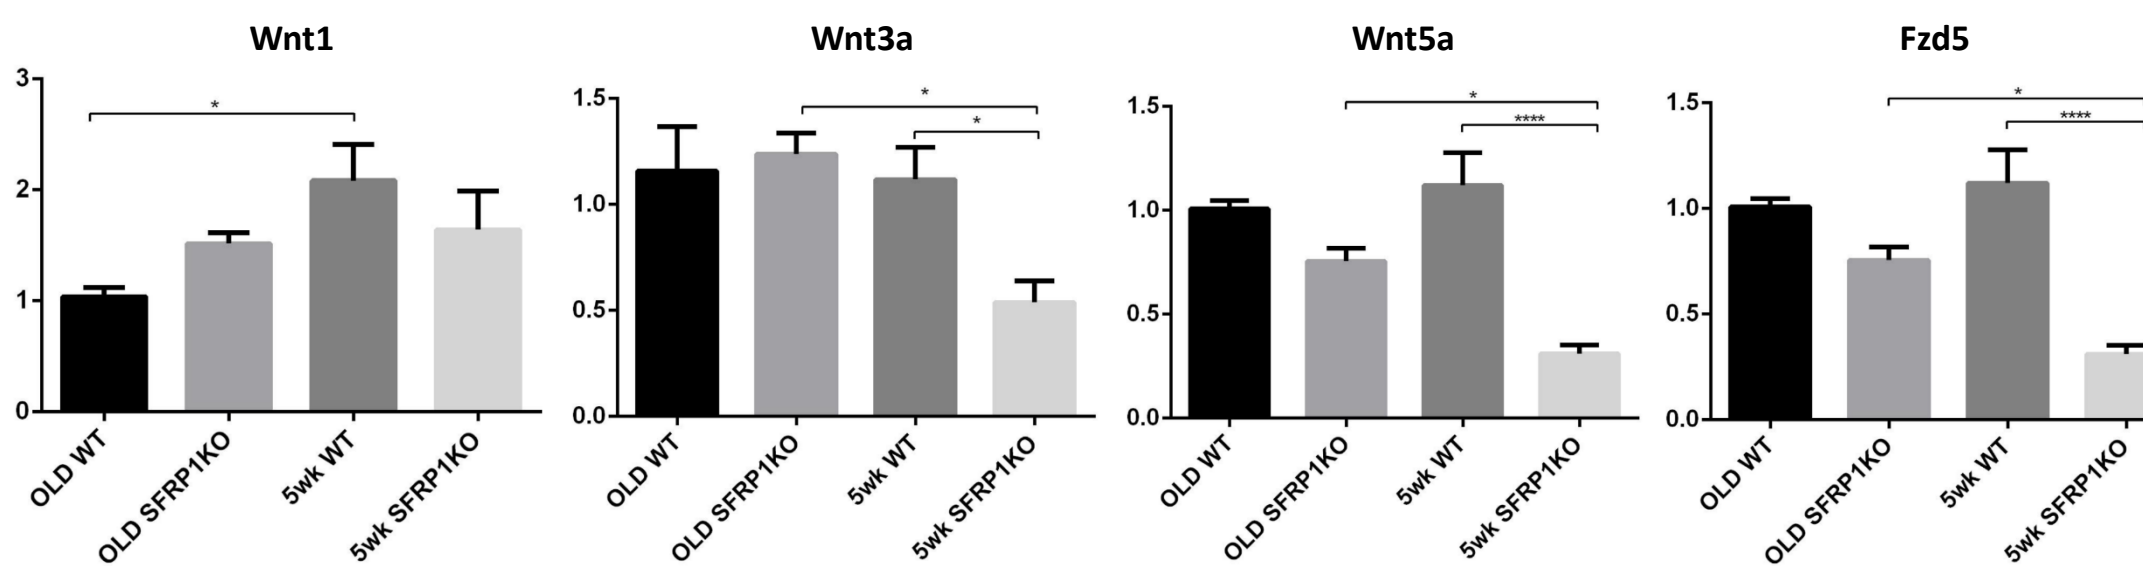 Wnt1
3
2
1
0
*
OLD WT
OLD SFRP1KO
5wk WT
5wk SFRP1KO
Wnt3a
1.5
1.0
0.5
0.0
*
*
OLD WT
OLD SFRP1KO
5wk WT
5wk SFRP1KO
Wnt5a
1.5
1.0
0.5
0.0
*
****
OLD WT
OLD SFRP1KO
5wk WT
5wk SFRP1KO
Fzd5
1.5
1.0
0.5
0.0
*
****
OLD WT
OLD SFRP1KO
5wk WT
5wk SFRP1KO